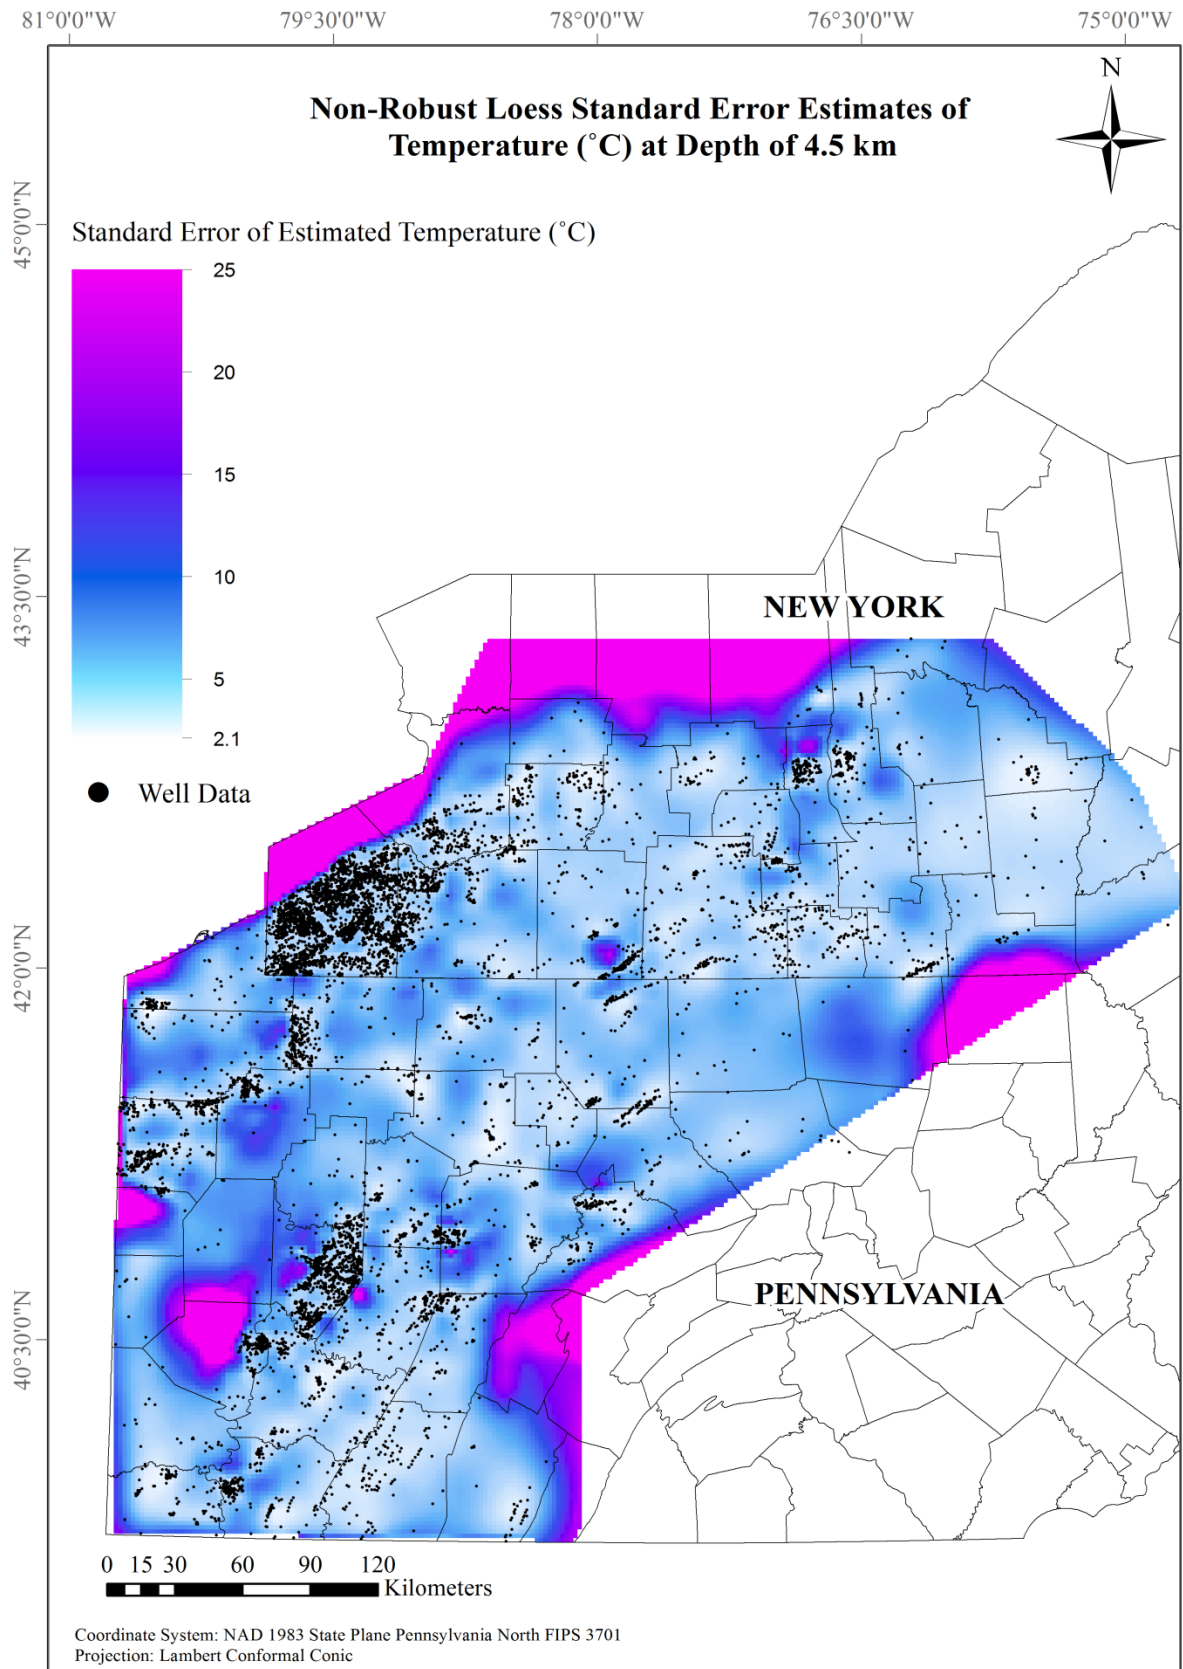 81°0'0"W 79°30'0"W 78°0'0"W 76°30'0"W 75°0'0"W
N
Non-Robust Loess Standard Error Estimates of
Temperature (˚C) at Depth of 4.5 km
45°0'0"N
Standard Error of Estimated Temperature (˚C)
25
20
15
10
5
2.1
Well Data
43°30'0"N
NEW YORK
42°0'0"N
PENNSYLVANIA
40°30'0"N
0 15 30 60 90 120
Kilometers
Coordinate System: NAD 1983 State Plane Pennsylvania North FIPS 3701
Projection: Lambert Conformal Conic